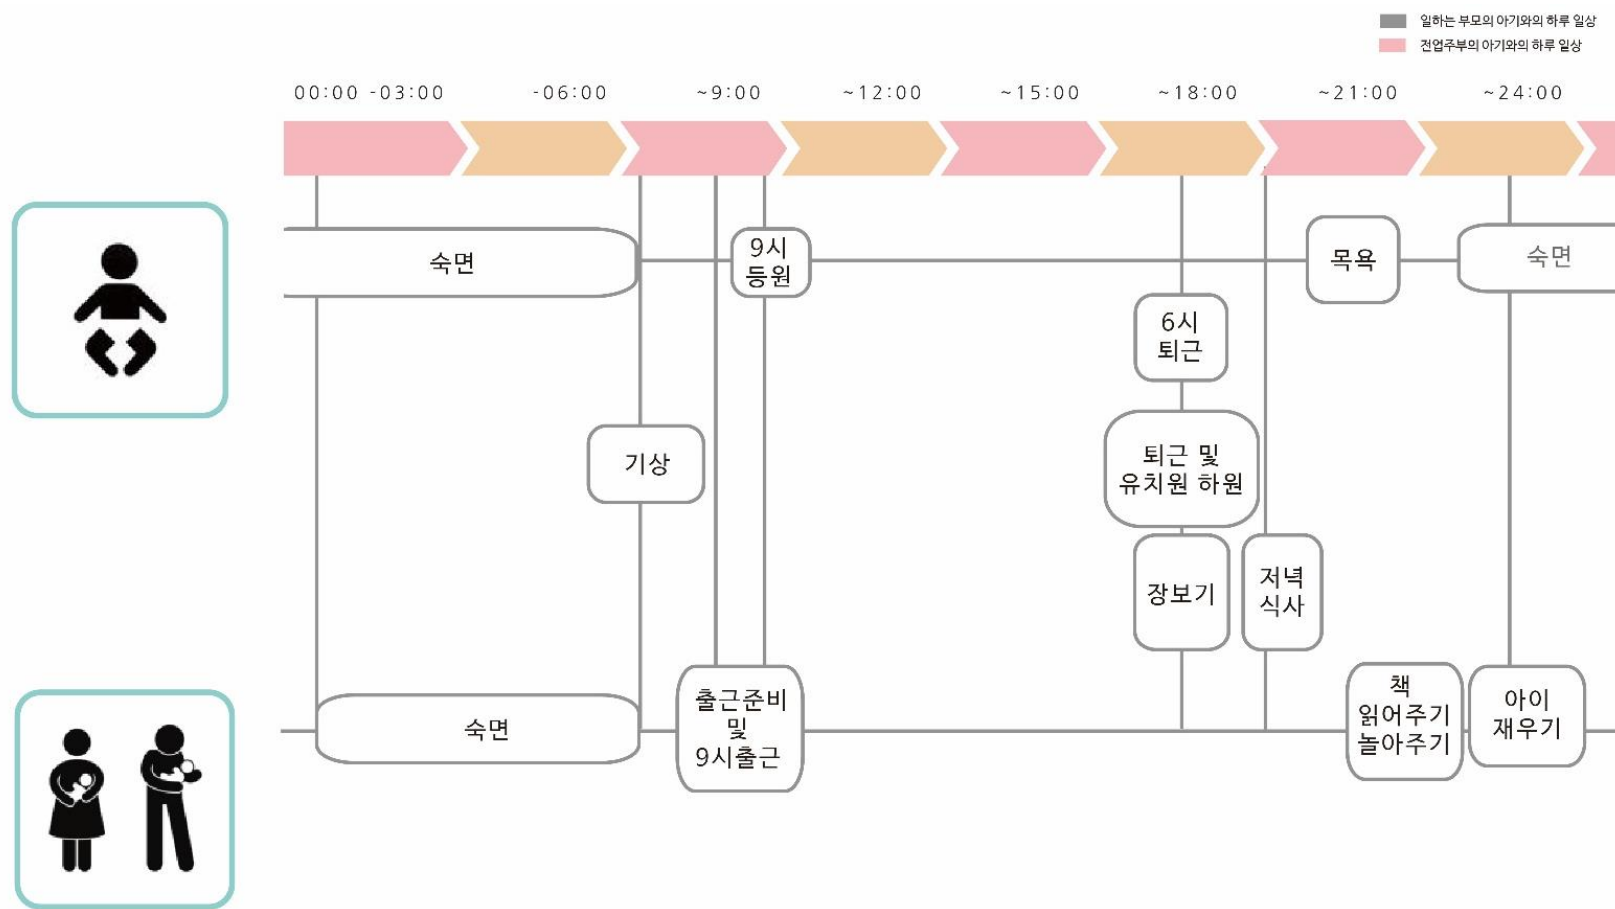 일하는 부모의 아기와의 하루 일상
전업주부의 아기와의 하루 일상
00:00 -03:00
-06:00
~9:00
~12:00
~15:00
~18:00
~21:00
~24:00
숙면
9시
등원
목욕
숙면
6시
퇴근
기상
퇴근 및
유치원 하원
장보기
저녁
식사
숙면
출근준비
및
9시출근
책
읽어주기
놀아주기
아이
재우기